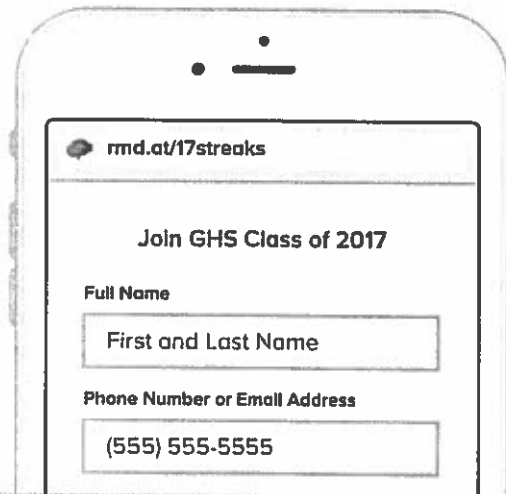 rmd.at/17streaks
Join GHS Class of 2017
Full Name
First and Last Name
Phone Number or Email Address
(555) 555-5555